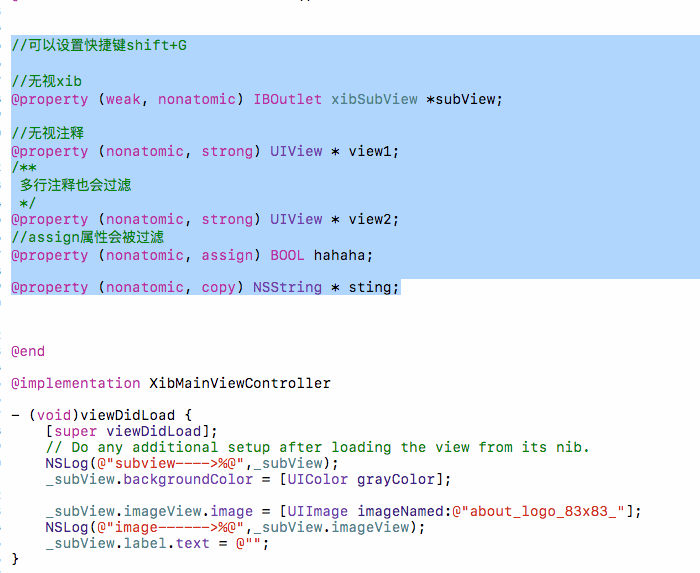 //可以设置快捷键shift+G
//无视xib
@property (weak, nonatomic) IBOutlet xibSubView *subView;
//无视注释
@property (nonatomic, strong) UIView * view1;
/**
多行注释也会过滤
*/
@property (nonatomic, strong) UIView * view2;
//assign属性会被过滤
@property (nonatomic, assign) BOOL hahaha;
@property (nonatomic, copy) NSString * sting;
@end
@implementation XibMainViewController
- (void)viewDidLoad {
[super viewDidLoad];
// Do any additional setup after loading the view from its nib.
NSLog(@"subview---->%@",_subView);
_subView.backgroundColor = [UIColor grayColor];
_subView.imageView.image = [UIImage imageNamed:@"about_logo_83x83_"];
NSLog(@"image------>%@",_subView.imageView);
_subView.label.text = @"";
}